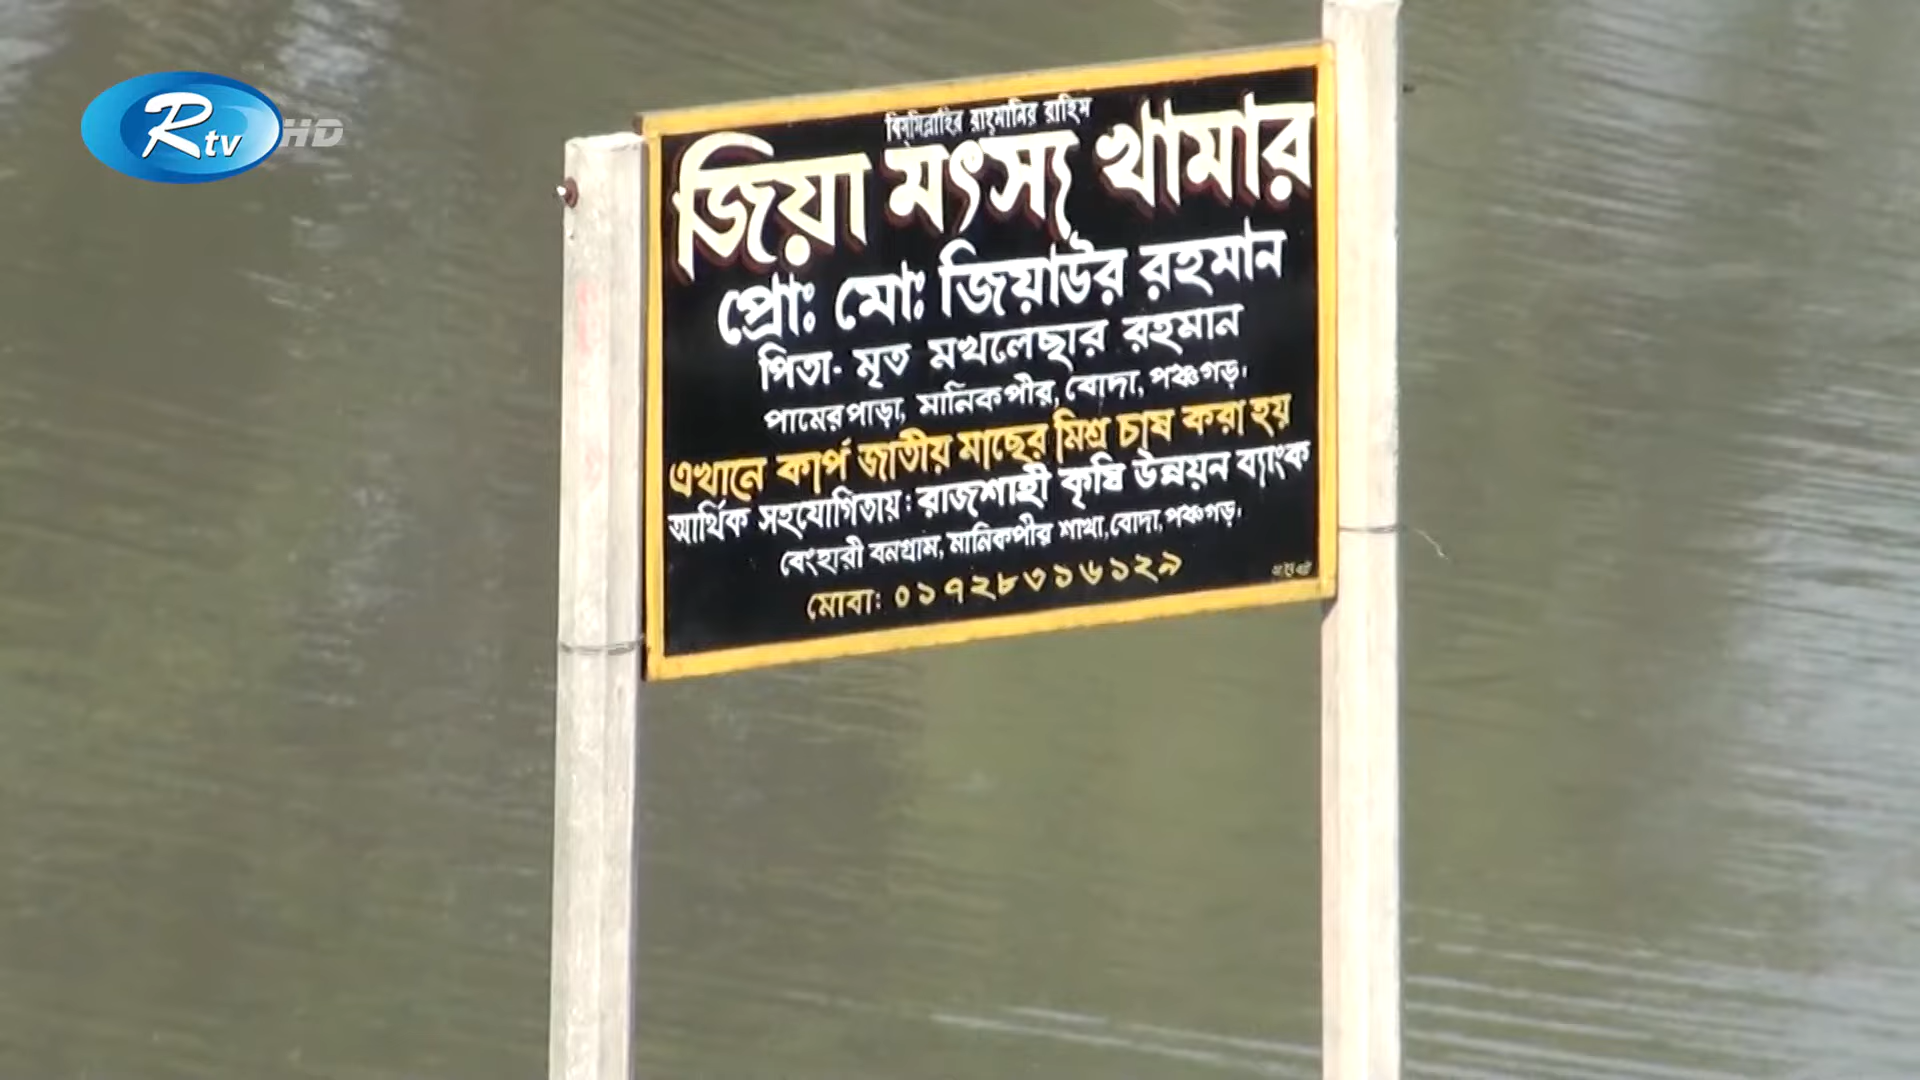 Rtv HD
বিসমিল্লাহির রাহমানির রাহিম
জিয়া মৎস্য খামার
প্রোঃ মোঃ জিয়াউর রহমান
পিতা- মৃত মখলেছার রহমান
পামেরপাড়া, মানিকপীর, বোদা, পঞ্চগড়।
এখানে কার্প জাতীয় মাছের মিশ্র চাষ করা হয়
আর্থিক সহযোগিতায়: রাজশাহী কৃষি উন্নয়ন ব্যাংক
বেংহারী বনগ্রাম, মানিকপীর শাখা, বোদা, পঞ্চগড়।
মোবা: ০১৭২৮৩১৬১২৯